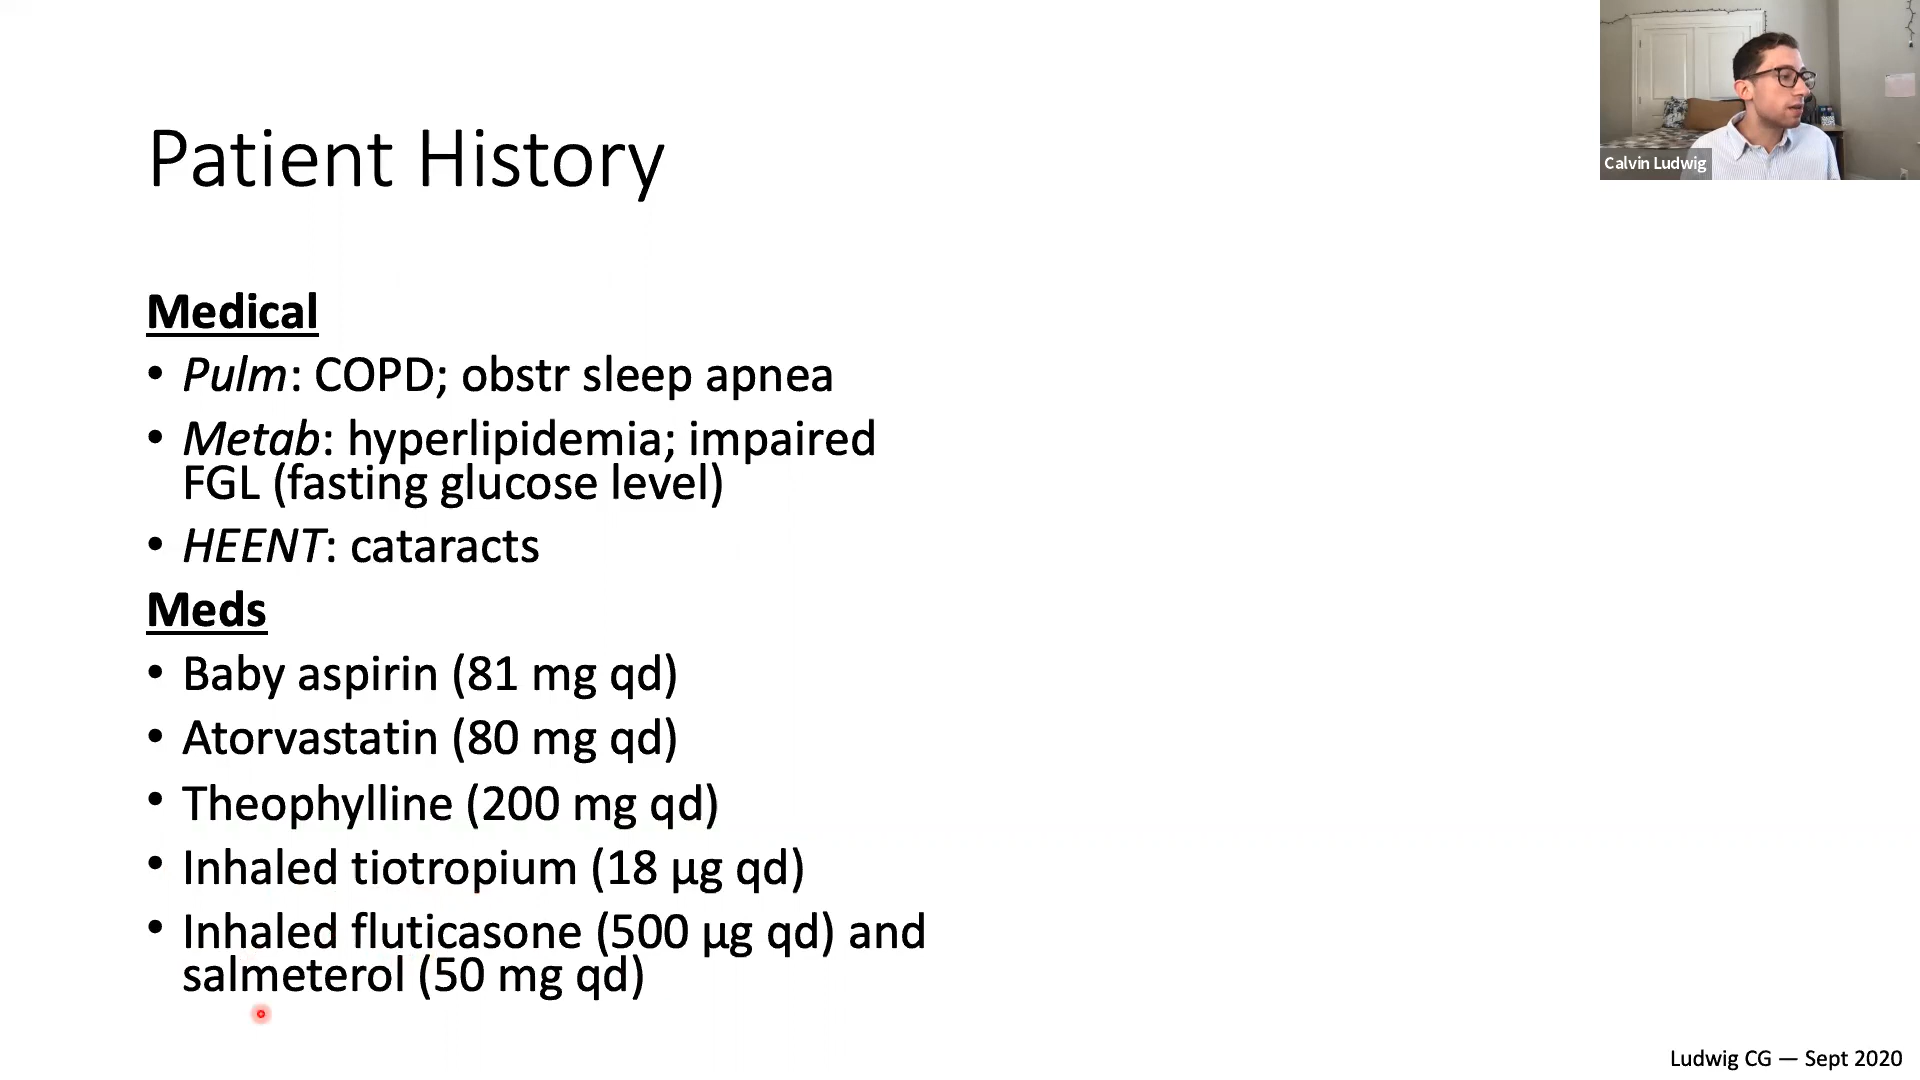 Patient History
Calvin Ludwig
Medical
• Pulm: COPD; obstr sleep apnea
• Metab: hyperlipidemia; impaired
FGL (fasting glucose level)
• HEENT: cataracts
Meds
• Baby aspirin (81 mg qd)
• Atorvastatin (80 mg qd)
• Theophylline (200 mg qd)
• Inhaled tiotropium (18 µg qd)
• Inhaled fluticasone (500 µg qd) and
salmeterol (50 mg qd)
Ludwig CG — Sept 2020